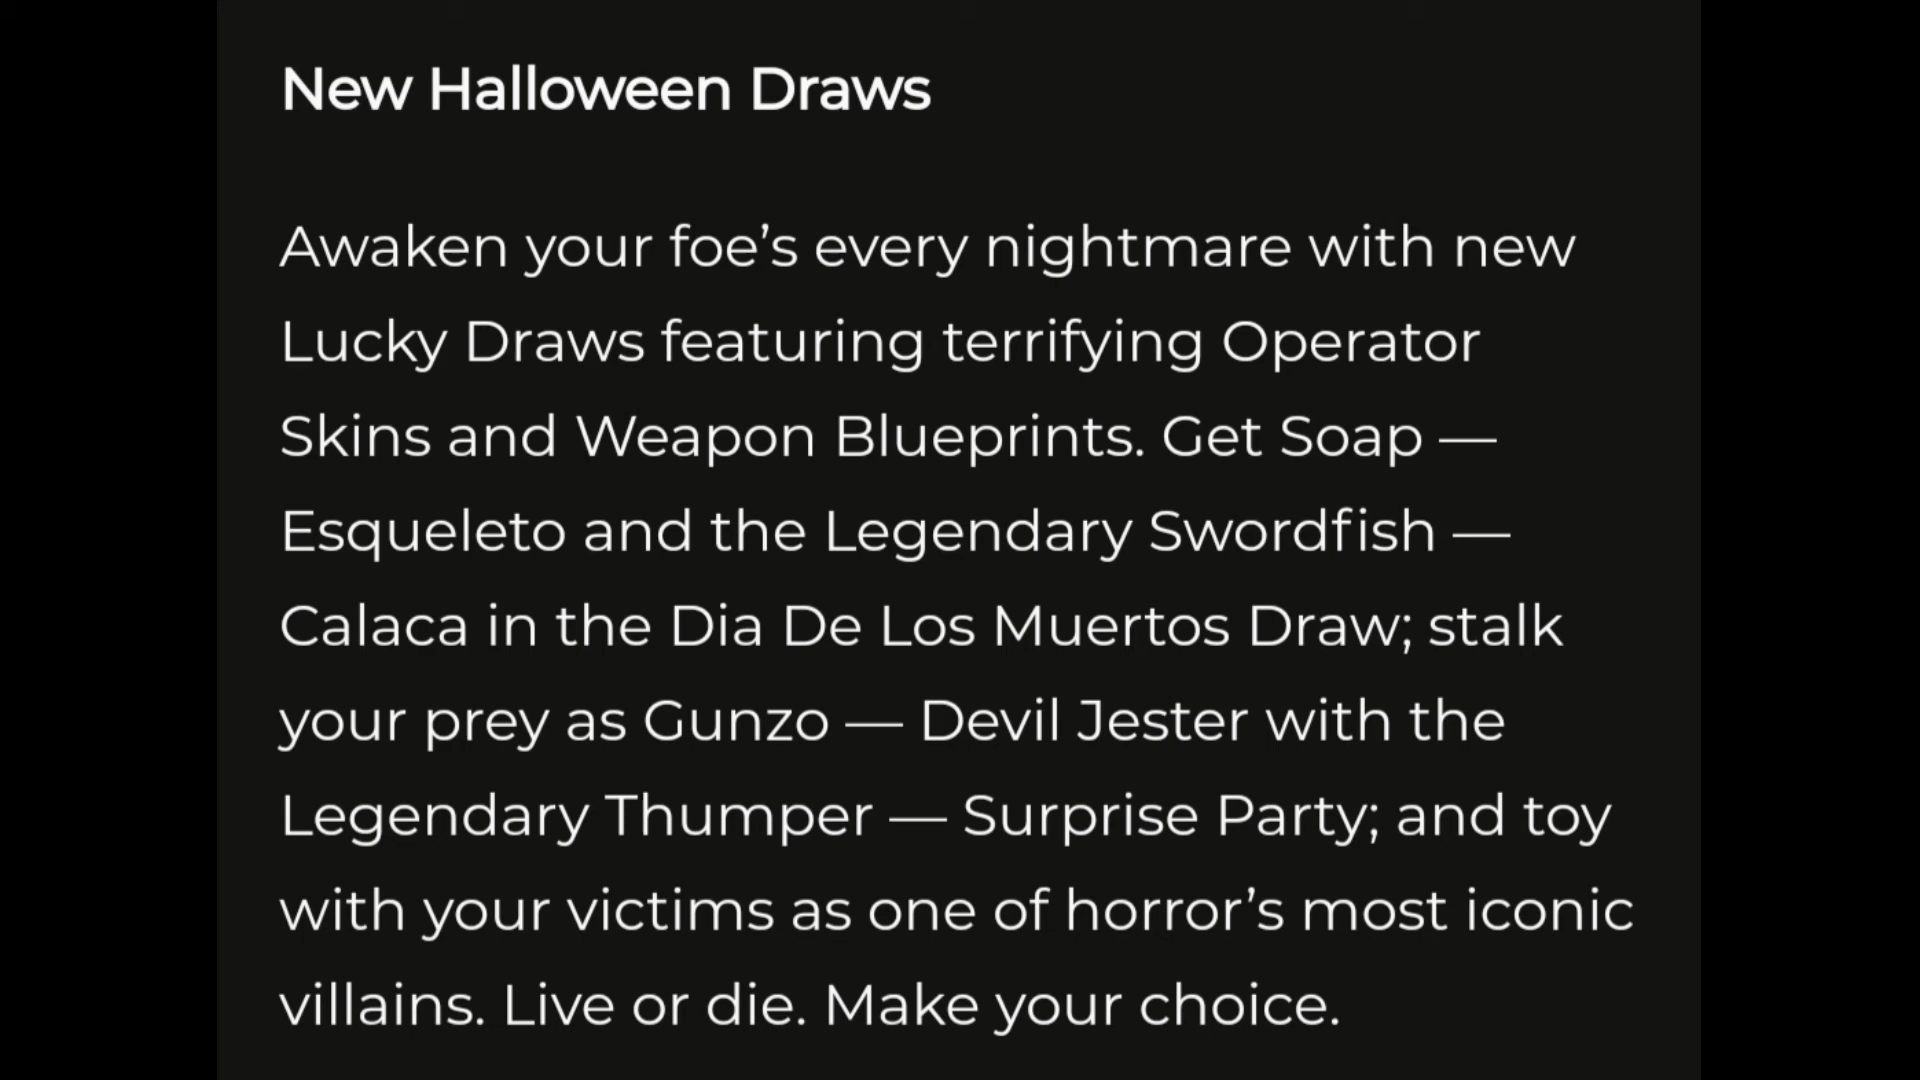 New Halloween Draws
Awaken your foe’s every nightmare with new
Lucky Draws featuring terrifying Operator
Skins and Weapon Blueprints. Get Soap —
Esqueleto and the Legendary Swordfish —
Calaca in the Dia De Los Muertos Draw; stalk
your prey as Gunzo — Devil Jester with the
Legendary Thumper — Surprise Party; and toy
with your victims as one of horror’s most iconic
villains. Live or die. Make your choice.